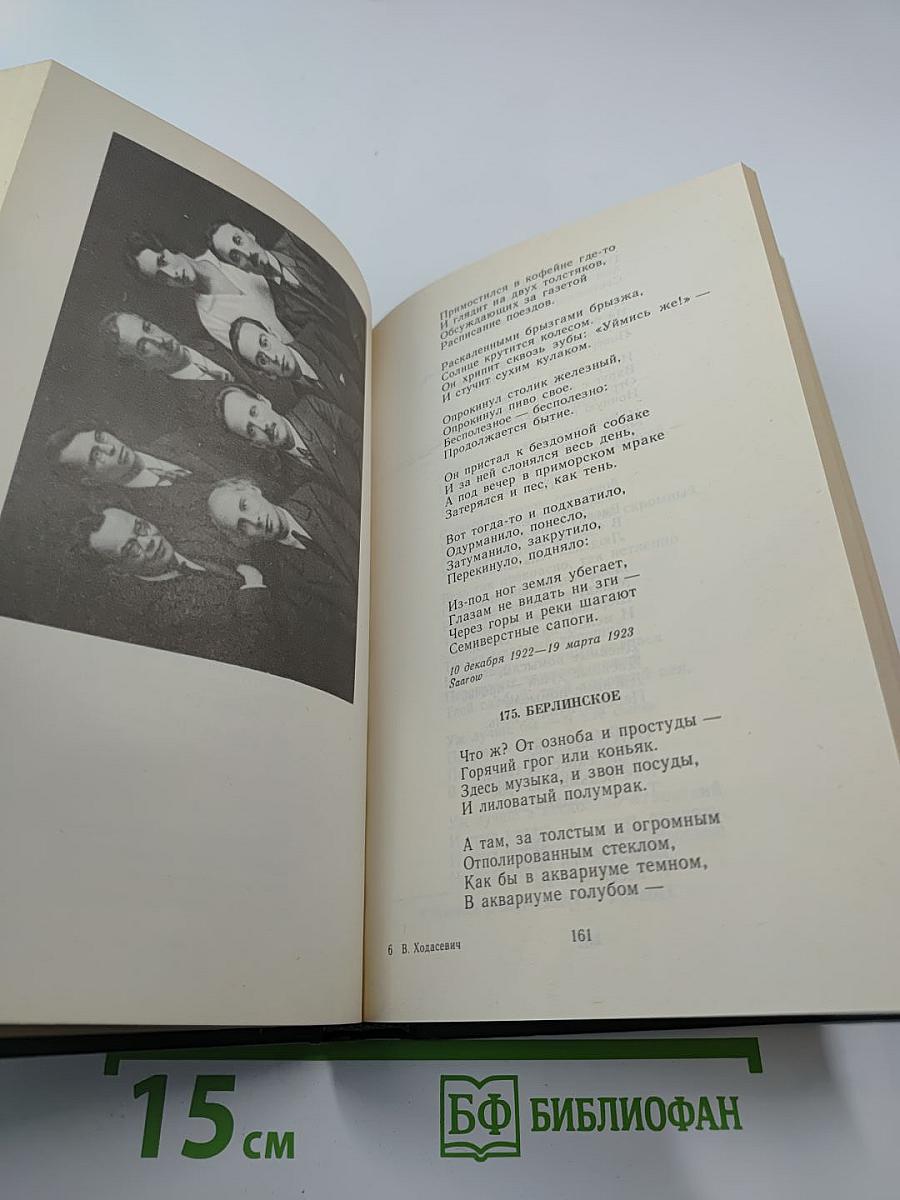 Примостился в кофейне где-то
И глядит на двух толстяков,
Обсуждающих за газетой
Расписание поездов.
Раскаленными брызгами брызжа,
Солнце крутится колесом.
Он хрипит сквозь зубы: «Уймись же!» —
И стучит сухим кулаком.
Опрокинул столик железный,
Опрокинул пиво свое.
Бесполезное — бесполезно:
Продолжается бытие.
Он пристал к бездомной собаке
И за ней слонялся весь день,
А под вечер в приморском мраке
Затерялся и пес, как тень.
Вот тогда-то и подхватило,
Одурманило, понесло,
Затуманило, закрутило,
Перекинуло, подняло:
Из-под ног земля убегает,
Глазам не видать ни зги —
Через горы и реки шагают
Семиверстные сапоги.
10 декабря 1922—19 марта 1923
Saarow
175. БЕРЛИНСКОЕ
Что ж? От озноба и простуды —
Горячий грог или коньяк.
Здесь музыка, и звон посуды,
И лиловатый полумрак.
А там, за толстым и огромным
Отполированным стеклом,
Как бы в аквариуме темном,
В аквариуме голубом —
6 В. Ходасевич
161
15 см
БФ БИБЛИОФАН